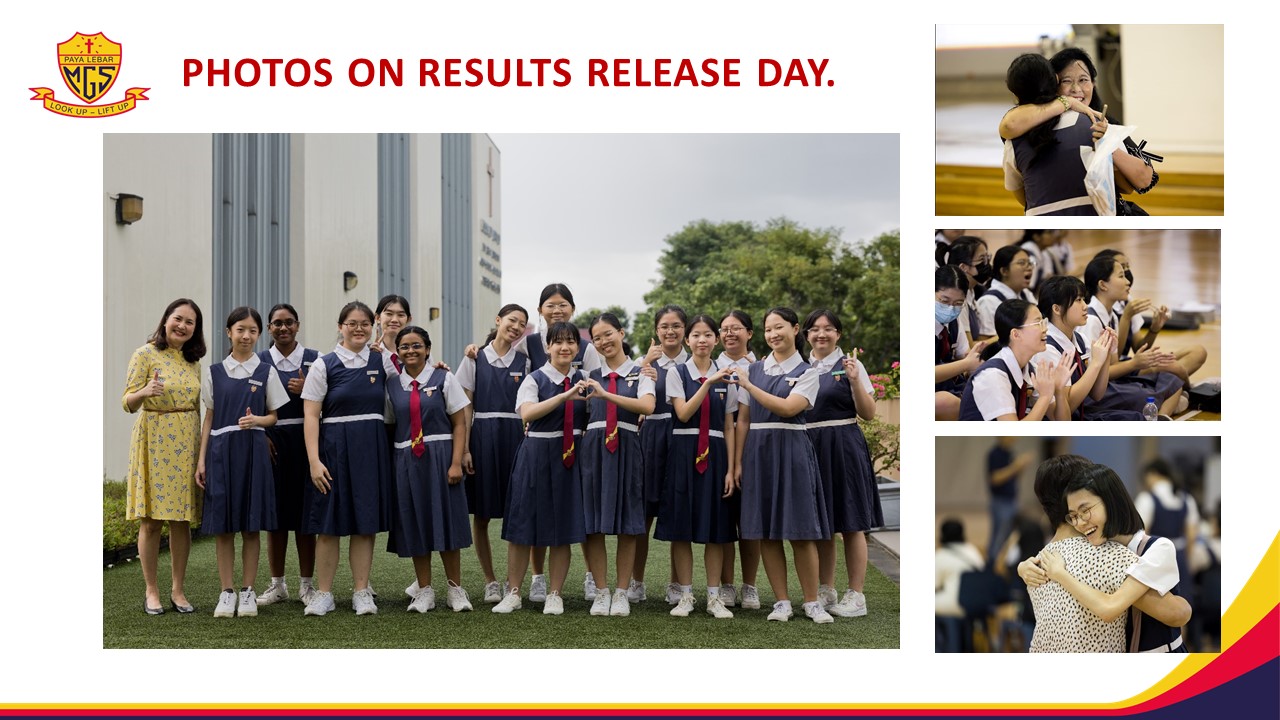 PAYA LEBAR
MGS
LOOK UP – LIFT UP
PHOTOS ON RESULTS RELEASE DAY.